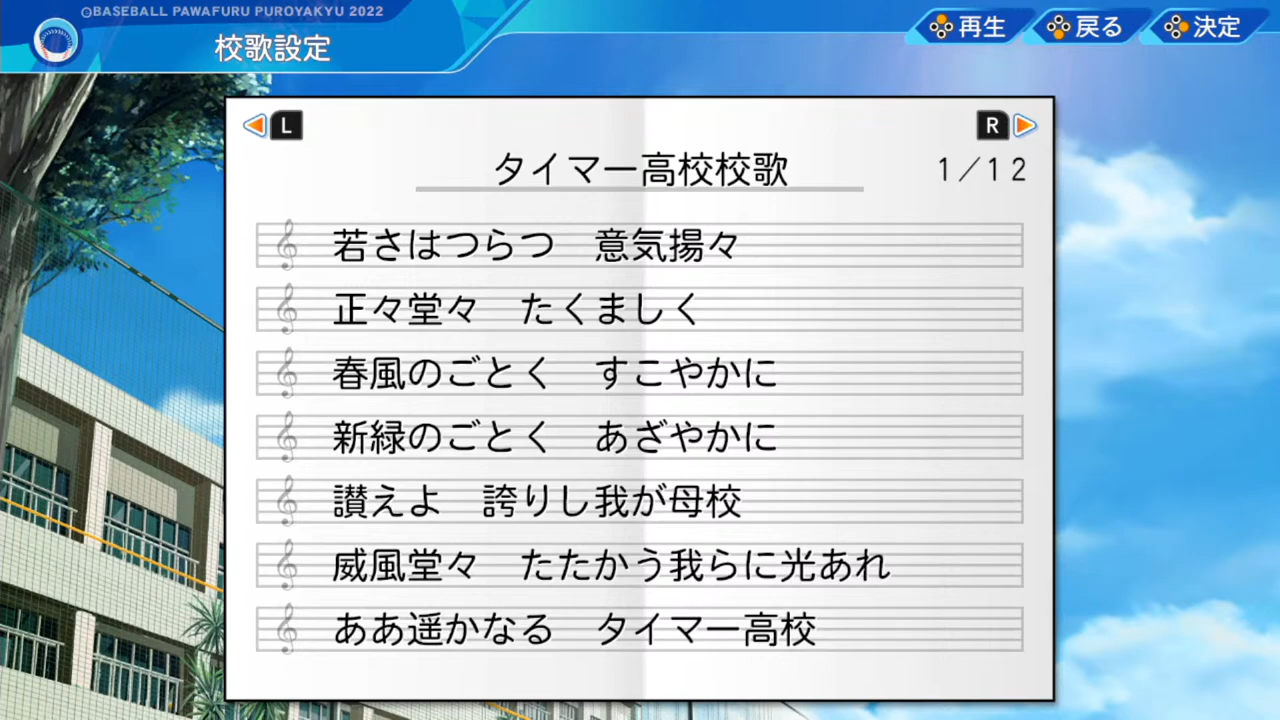 ©BASEBALL PAWAFURU PUROYAKYU 2022
校歌設定
再生 戻る 決定
L R
タイマー高校校歌 1/12
若さはつらつ 意気揚々
正々堂々 たくましく
春風のごとく すこやかに
新緑のごとく あざやかに
讃えよ 誇りし我が母校
威風堂々 たたかう我らに光あれ
ああ遥かなる タイマー高校